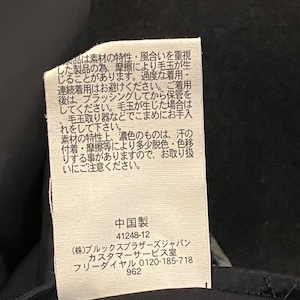 製品は素材の特性・風合いを重視
した製品の為、摩擦により毛玉が生
じることがあります。過度な着用・
連続着用はお避けください。ご着用
後は、ブラッシングしてから保管を
してください。毛玉が生じた場合は
、毛玉取り器などでこまめにお手入
れをして下さい。
素材の特性上、濃色のものは、汗の
付着・摩擦等により多少脱色・色移
りする事がありますので、お取り扱
いにご注意ください。
中国製
41248-12
(株)ブルックスブラザーズジャパン
カスタマーサービス室
フリーダイヤル 0120-185-718
962